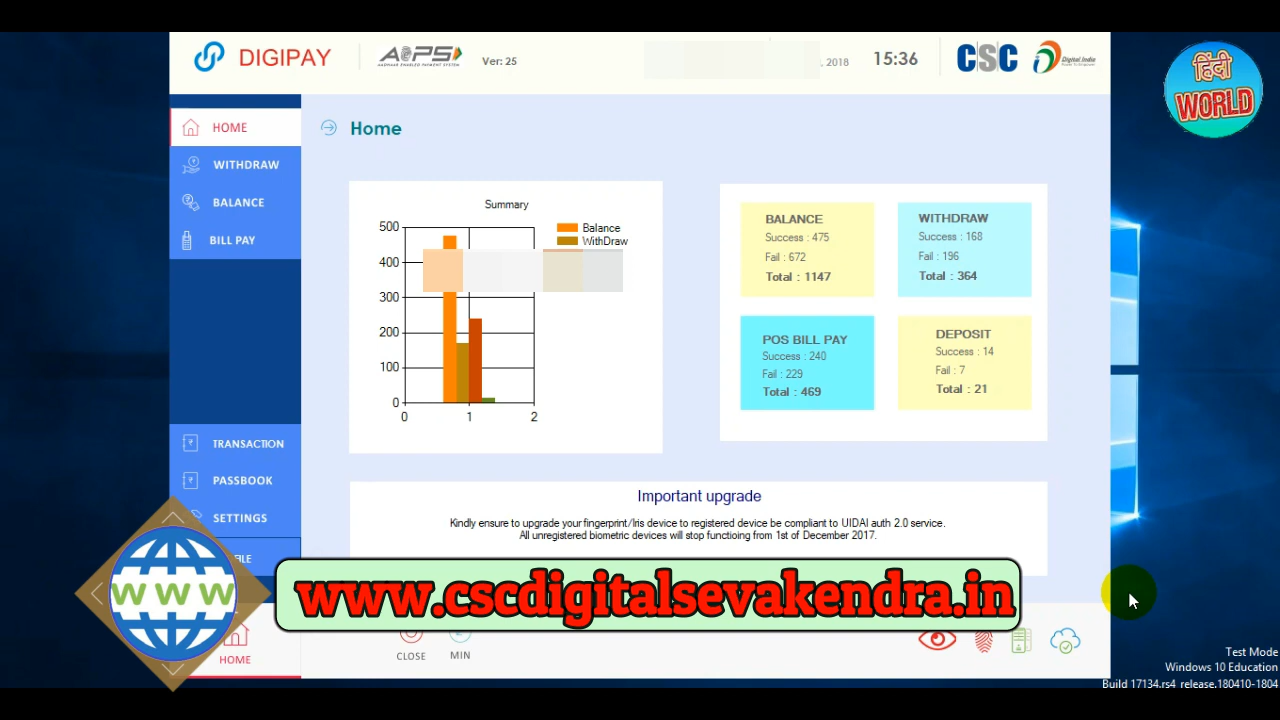 DIGIPAY
AEPS
AADHAAR ENABLED PAYMENT SYSTEM
Ver: 25
, 2018
15:36
CSC
Digital India
Power To Empower
हिंदी
WORLD
HOME
WITHDRAW
BALANCE
BILL PAY
Home
Summary
500
400
300
200
100
0
0 1 2
Balance
WithDraw
BALANCE
Success : 475
Fail : 672
Total : 1147
WITHDRAW
Success : 168
Fail : 196
Total : 364
POS BILL PAY
Success : 240
Fail : 229
Total : 469
DEPOSIT
Success : 14
Fail : 7
Total : 21
TRANSACTION
PASSBOOK
SETTINGS
FILE
Important upgrade
Kindly ensure to upgrade your fingerprint/Iris device to registered device be compliant to UIDAI auth 2.0 service.
All unregistered biometric devices will stop functioing from 1st of December 2017.
WWW
www.cscdigitalsevakendra.in
HOME
CLOSE
MIN
Test Mode
Windows 10 Education
Build 17134.rs4_release.180410-1804